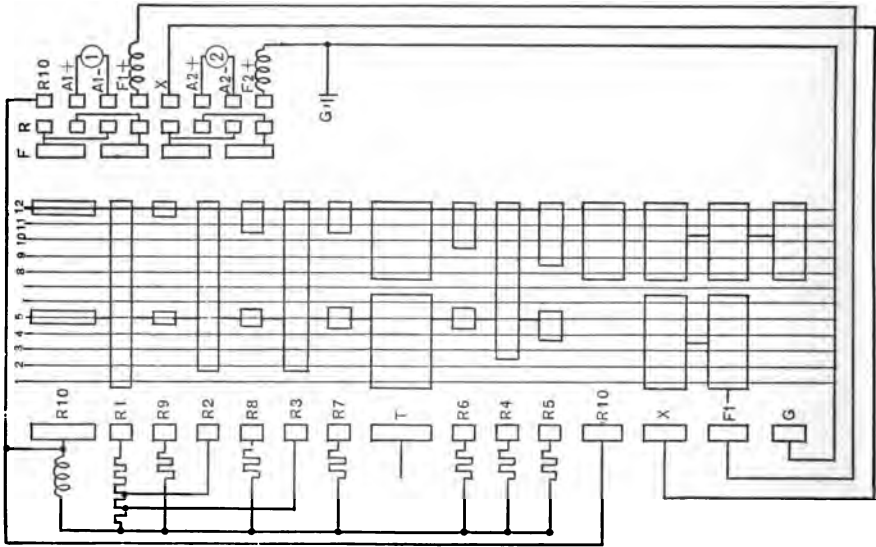 1 2 3 4 5 8 9 10 11 12 F R R10
A1+
A1-
1
F1+
X
A2+
A2-
2
F2+
G
R10
R1
R9
R2
R8
R3
R7
T
R6
R4
R5
R10
X
F1
G